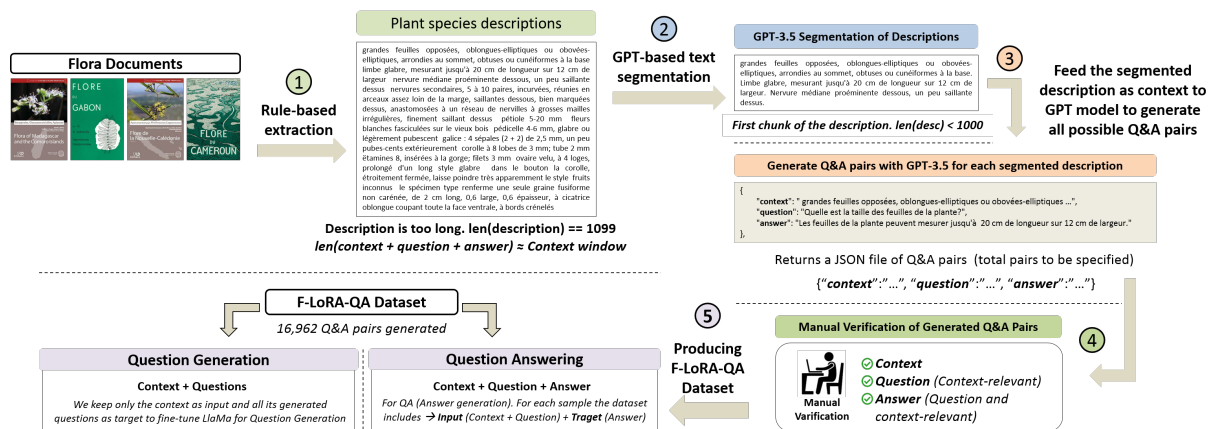 Flora Documents
FLORE
DU
GABON
Flora of Madagascar
and the Comoro Islands
Flore de
la Nouvelle-Calédonie
FLORE
DU
CAMEROUN
1
Rule-based
extraction
Plant species descriptions
grandes feuilles opposées, oblongues-elliptiques ou obovées-
elliptiques, arrondies au sommet, obtuses ou cunéiformes à la base
limbe glabre, mesurant jusqu'à 20 cm de longueur sur 12 cm de
largeur nervure médiane proéminente dessous, un peu saillante
dessus nervures secondaires, 5 à 10 paires, incurvées, réunies en
arceaux assez loin de la marge, saillantes dessous, bien marquées
dessus, anastomosées à un réseau de nervilles à grosses mailles
irrégulières, finement saillant dessus pétiole 5-20 mm fleurs
blanches fasciculées sur le vieux bois pédicelle 4-6 mm, glabre ou
légèrement pubescent galice : 4 sépales (2 + 2) de 2,5 mm, un peu
pubes-cents extérieurement corolle à 8 lobes de 3 mm; tube 2 mm
étamines 8, insérées à la gorge; filets 3 mm ovaire velu, à 4 loges,
prolongé d'un long style glabre dans le bouton la corolle,
étroitement fermée, laisse poindre très apparemment le style fruits
inconnus le spécimen type renferme une seule graine fusiforme
non carénée, de 2 cm long, 0,6 large, 0,6 épaisseur, à cicatrice
oblongue coupant toute la face ventrale, à bords crénelés
Description is too long. len(description) == 1099
len(context + question + answer) ≈ Context window
2
GPT-based text
segmentation
GPT-3.5 Segmentation of Descriptions
grandes feuilles opposées, oblongues-elliptiques ou obovées-
elliptiques, arrondies au sommet, obtuses ou cunéiformes à la base.
Limbe glabre, mesurant jusqu'à 20 cm de longueur sur 12 cm de
largeur. Nervure médiane proéminente dessous, un peu saillante
dessus.
First chunk of the description. len(desc) < 1000
3
Feed the segmented
description as context to
GPT model to generate
all possible Q&A pairs
Generate Q&A pairs with GPT-3.5 for each segmented description
{
"context": " grandes feuilles opposées, oblongues-elliptiques ou obovées-elliptiques ...",
"question": "Quelle est la taille des feuilles de la plante?",
"answer": "Les feuilles de la plante peuvent mesurer jusqu'à 20 cm de longueur sur 12 cm de largeur."
},
Returns a JSON file of Q&A pairs (total pairs to be specified)
{"context":"...", "question":"...", "answer":"..."}
4
Manual Verification of Generated Q&A Pairs
Manual
Varification
Context
Question (Context-relevant)
Answer (Question and
context-relevant)
5
Producing
F-LoRA-QA
Dataset
F-LoRA-QA Dataset
16,962 Q&A pairs generated
Question Generation
Context + Questions
We keep only the context as input and all its generated
questions as target to fine-tune LlaMa for Question Generation
Question Answering
Context + Question + Answer
For QA (Answer generation). For each sample the dataset
includes → Input (Context + Question) + Traget (Answer)